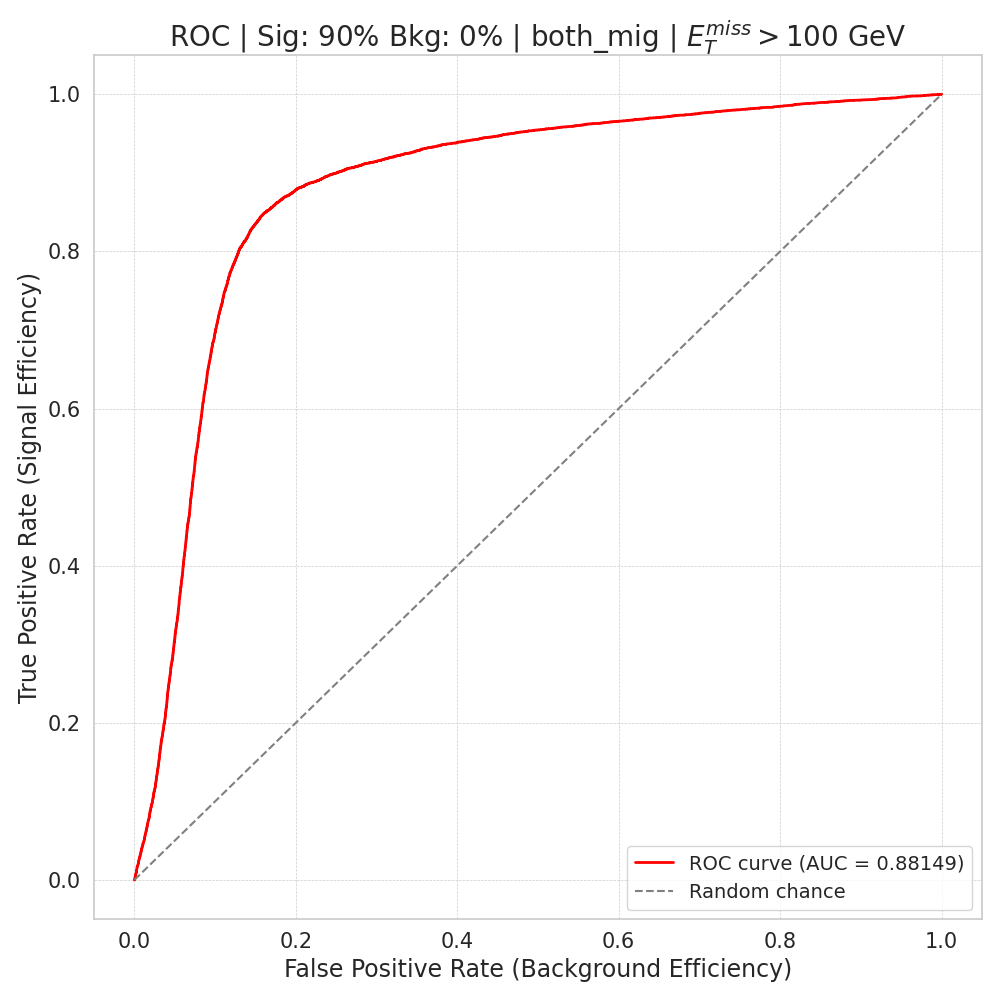 ROC | Sig: 90% Bkg: 0% | both_mig | $E_T^{miss} > 100$ GeV
1.0
0.8
0.6
0.4
0.2
0.0
True Positive Rate (Signal Efficiency)
ROC curve (AUC = 0.88149)
Random chance
0.0 0.2 0.4 0.6 0.8 1.0
False Positive Rate (Background Efficiency)